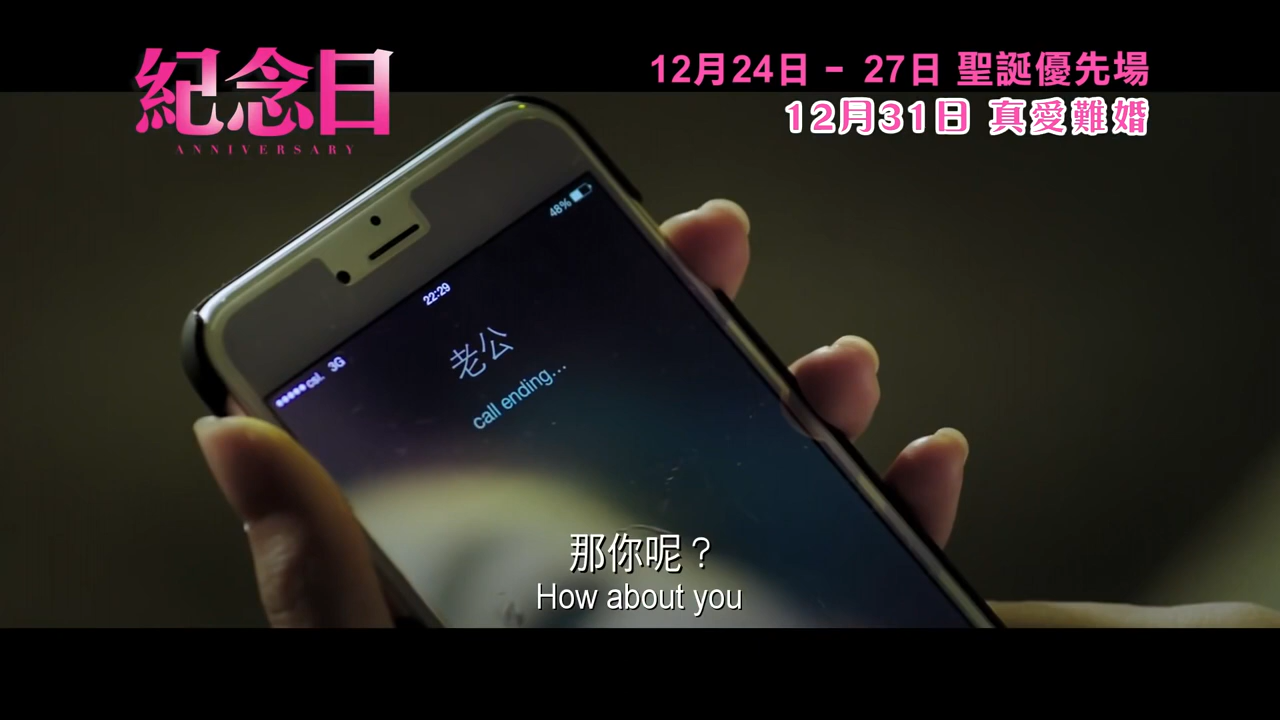 紀念日
ANNIVERSARY
12月24日 - 27日 聖誕優先場
12月31日 真愛難婚
48%
22:29
csl. 3G
老公
call ending...
那你呢？
How about you